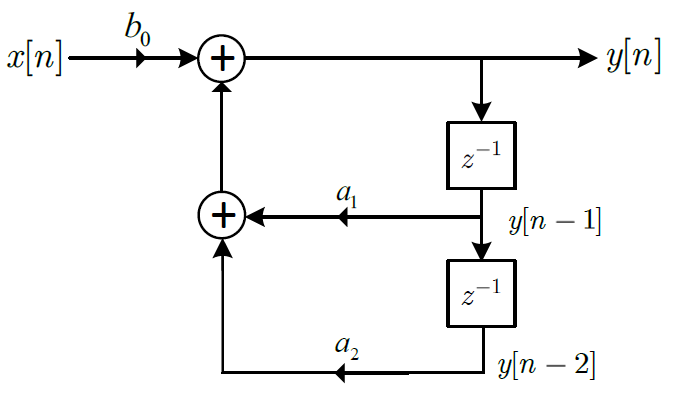 b₀
x[n] + y[n]
z⁻¹
a₁
+ y[n − 1]
z⁻¹
a₂
y[n − 2]